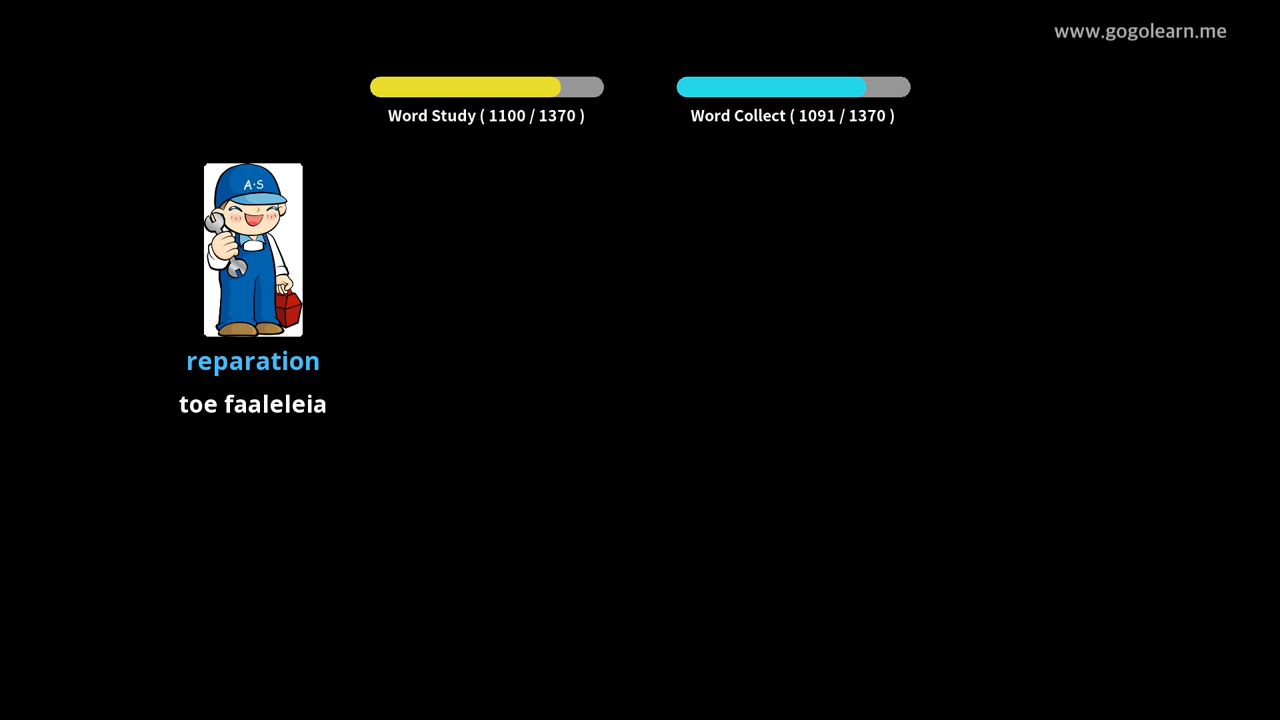 www.gogolearn.me
Word Study ( 1100 / 1370 )
Word Collect ( 1091 / 1370 )
A·S
reparation
toe faaleleia